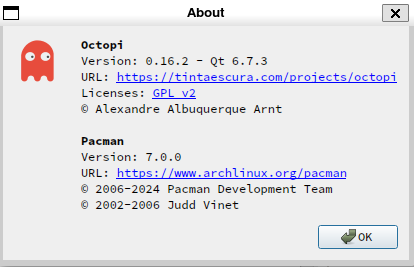 About
Octopi
Version: 0.16.2 - Qt 6.7.3
URL: https://tintaescura.com/projects/octopi
Licenses: GPL v2
© Alexandre Albuquerque Arnt
Pacman
Version: 7.0.0
URL: https://www.archlinux.org/pacman
© 2006-2024 Pacman Development Team
© 2002-2006 Judd Vinet
OK